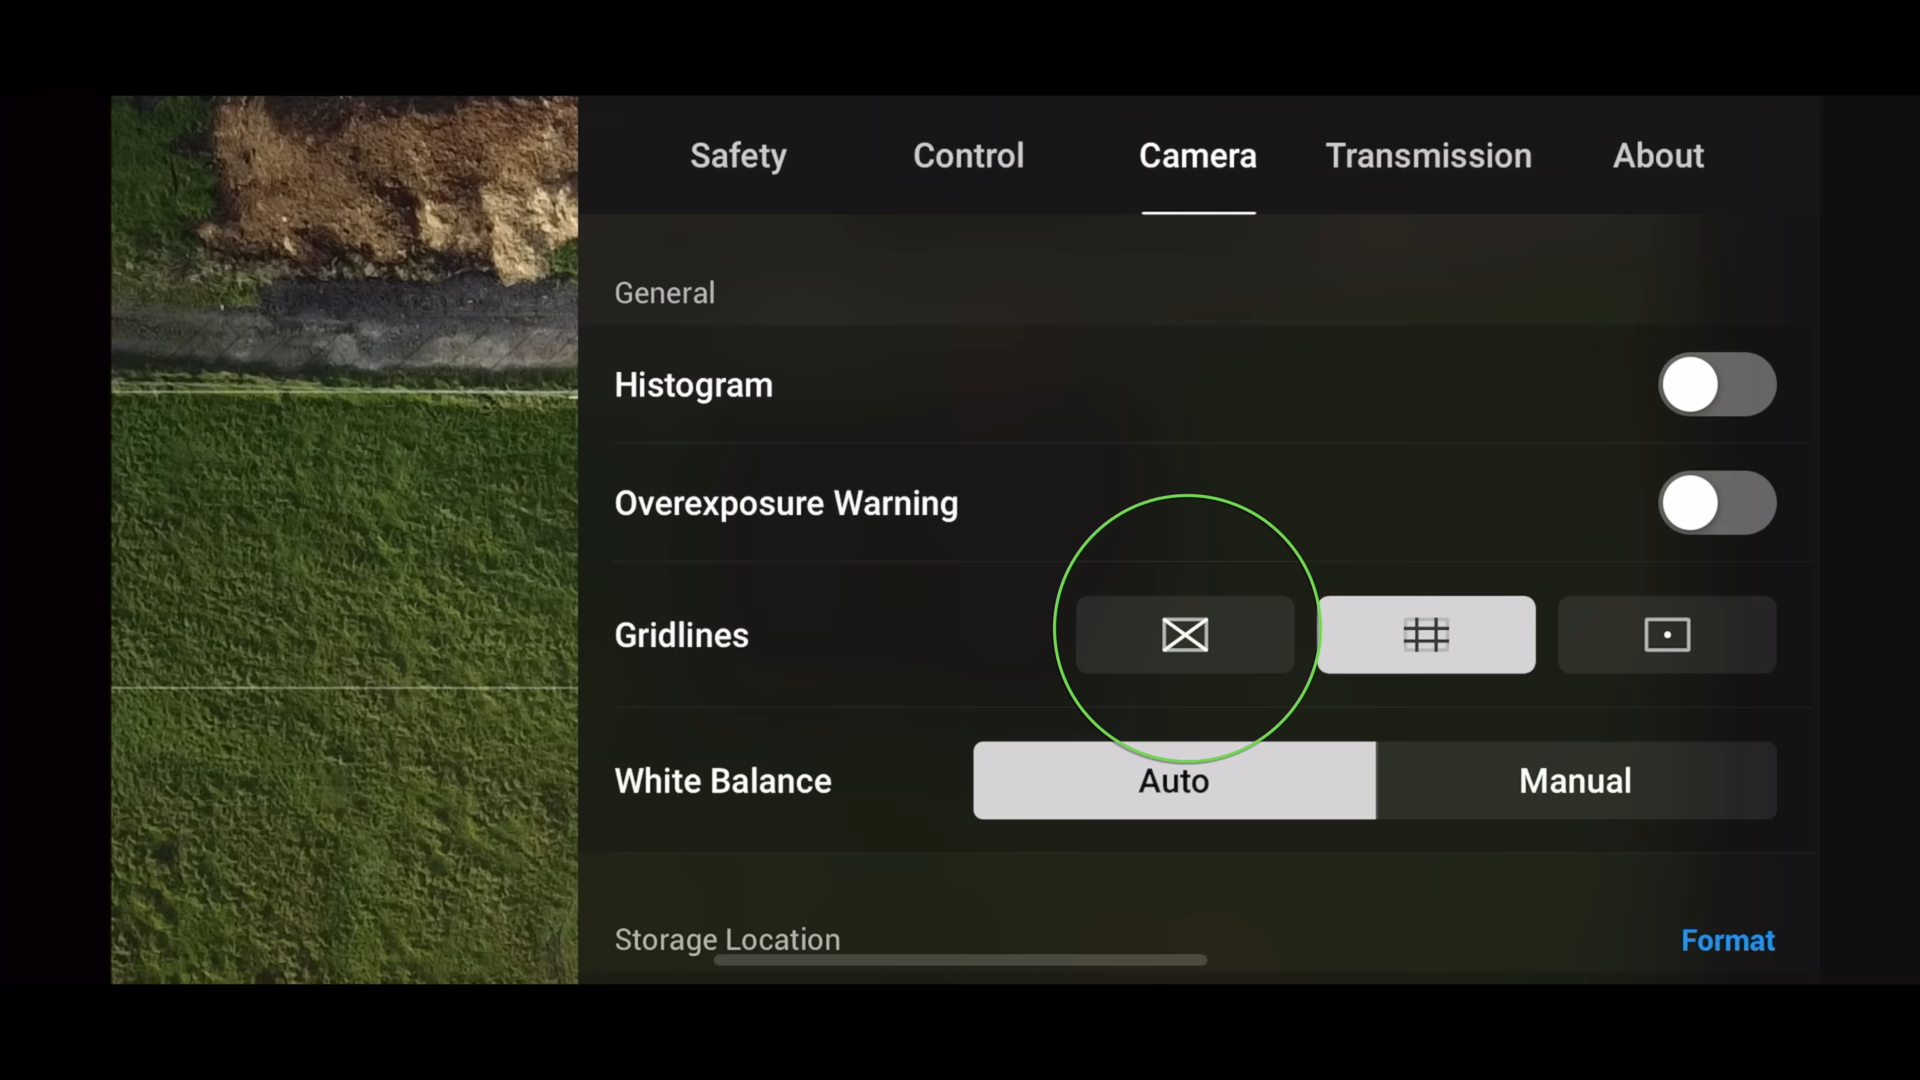 Safety Control Camera Transmission About
General
Histogram
Overexposure Warning
Gridlines
White Balance Auto Manual
Storage Location Format